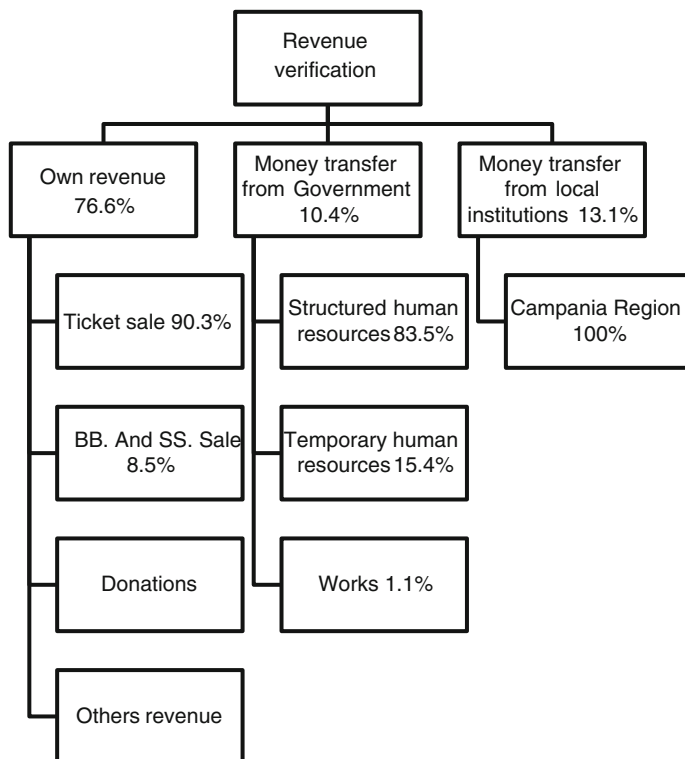 Revenue
verification
Own revenue
76.6%
Money transfer
from Government
10.4%
Money transfer
from local
institutions 13.1%
Ticket sale 90.3%
Structured human
resources 83.5%
Campania Region
100%
BB. And SS. Sale
8.5%
Temporary human
resources 15.4%
Donations
Works 1.1%
Others revenue